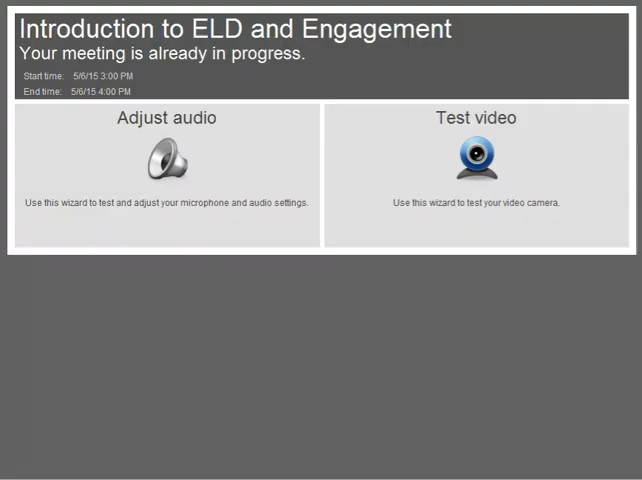 Introduction to ELD and Engagement
Your meeting is already in progress.
Start time: 5/6/15 3:00 PM
End time: 5/6/15 4:00 PM
Adjust audio
Use this wizard to test and adjust your microphone and audio settings.
Test video
Use this wizard to test your video camera.